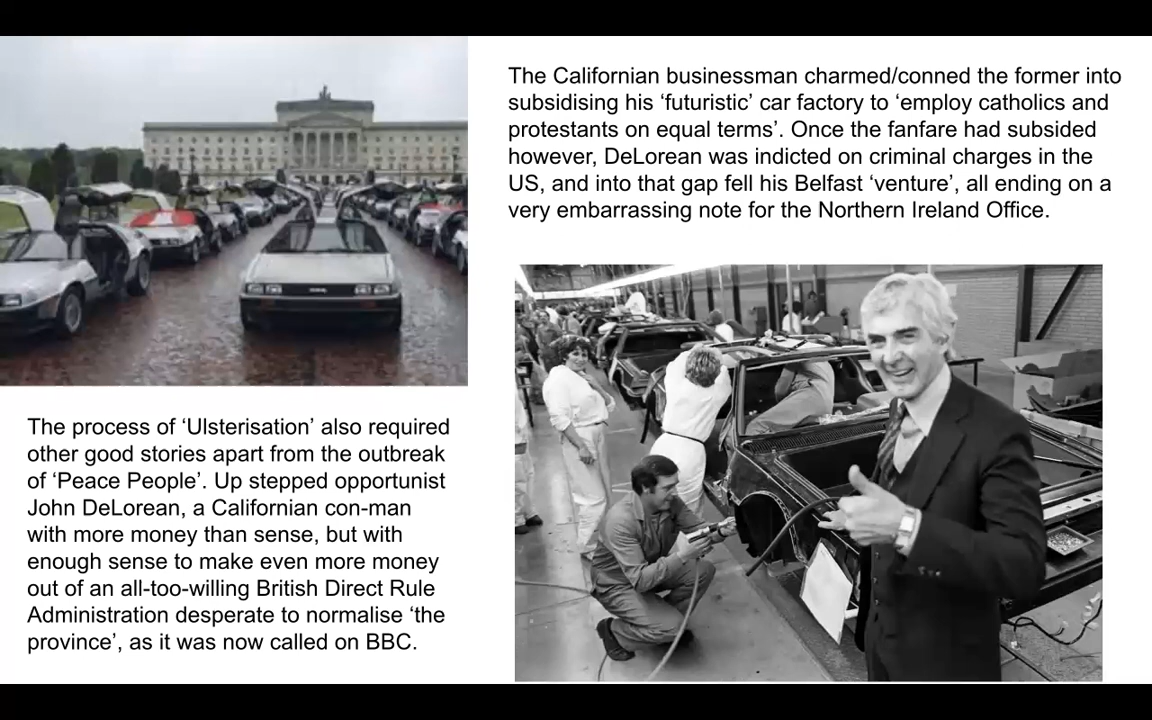 The Californian businessman charmed/conned the former into
subsidising his ‘futuristic’ car factory to ‘employ catholics and
protestants on equal terms’. Once the fanfare had subsided
however, DeLorean was indicted on criminal charges in the
US, and into that gap fell his Belfast ‘venture’, all ending on a
very embarrassing note for the Northern Ireland Office.
The process of ‘Ulsterisation’ also required
other good stories apart from the outbreak
of ‘Peace People’. Up stepped opportunist
John DeLorean, a Californian con-man
with more money than sense, but with
enough sense to make even more money
out of an all-too-willing British Direct Rule
Administration desperate to normalise ‘the
province’, as it was now called on BBC.